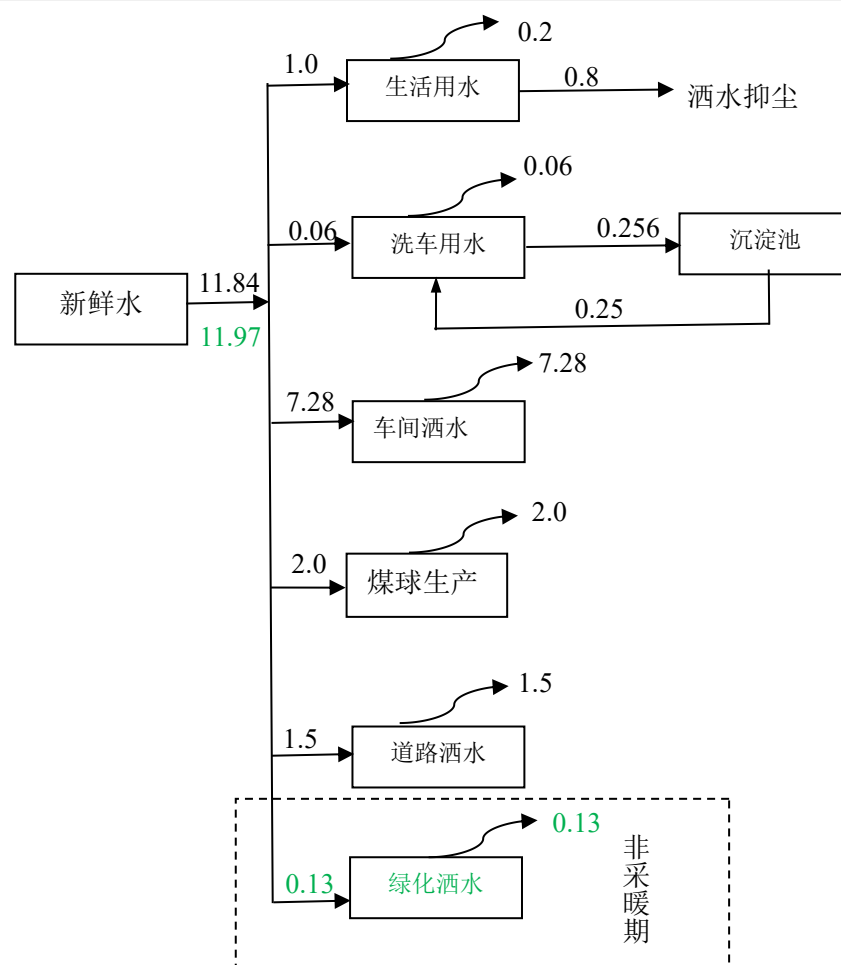 0.2
1.0
生活用水
0.8
洒水抑尘
0.06
0.06
洗车用水
0.256
沉淀池
新鲜水
11.84
11.97
0.25
7.28
7.28
车间洒水
2.0
2.0
煤球生产
1.5
1.5
道路洒水
0.13
0.13
绿化洒水
非采暖期